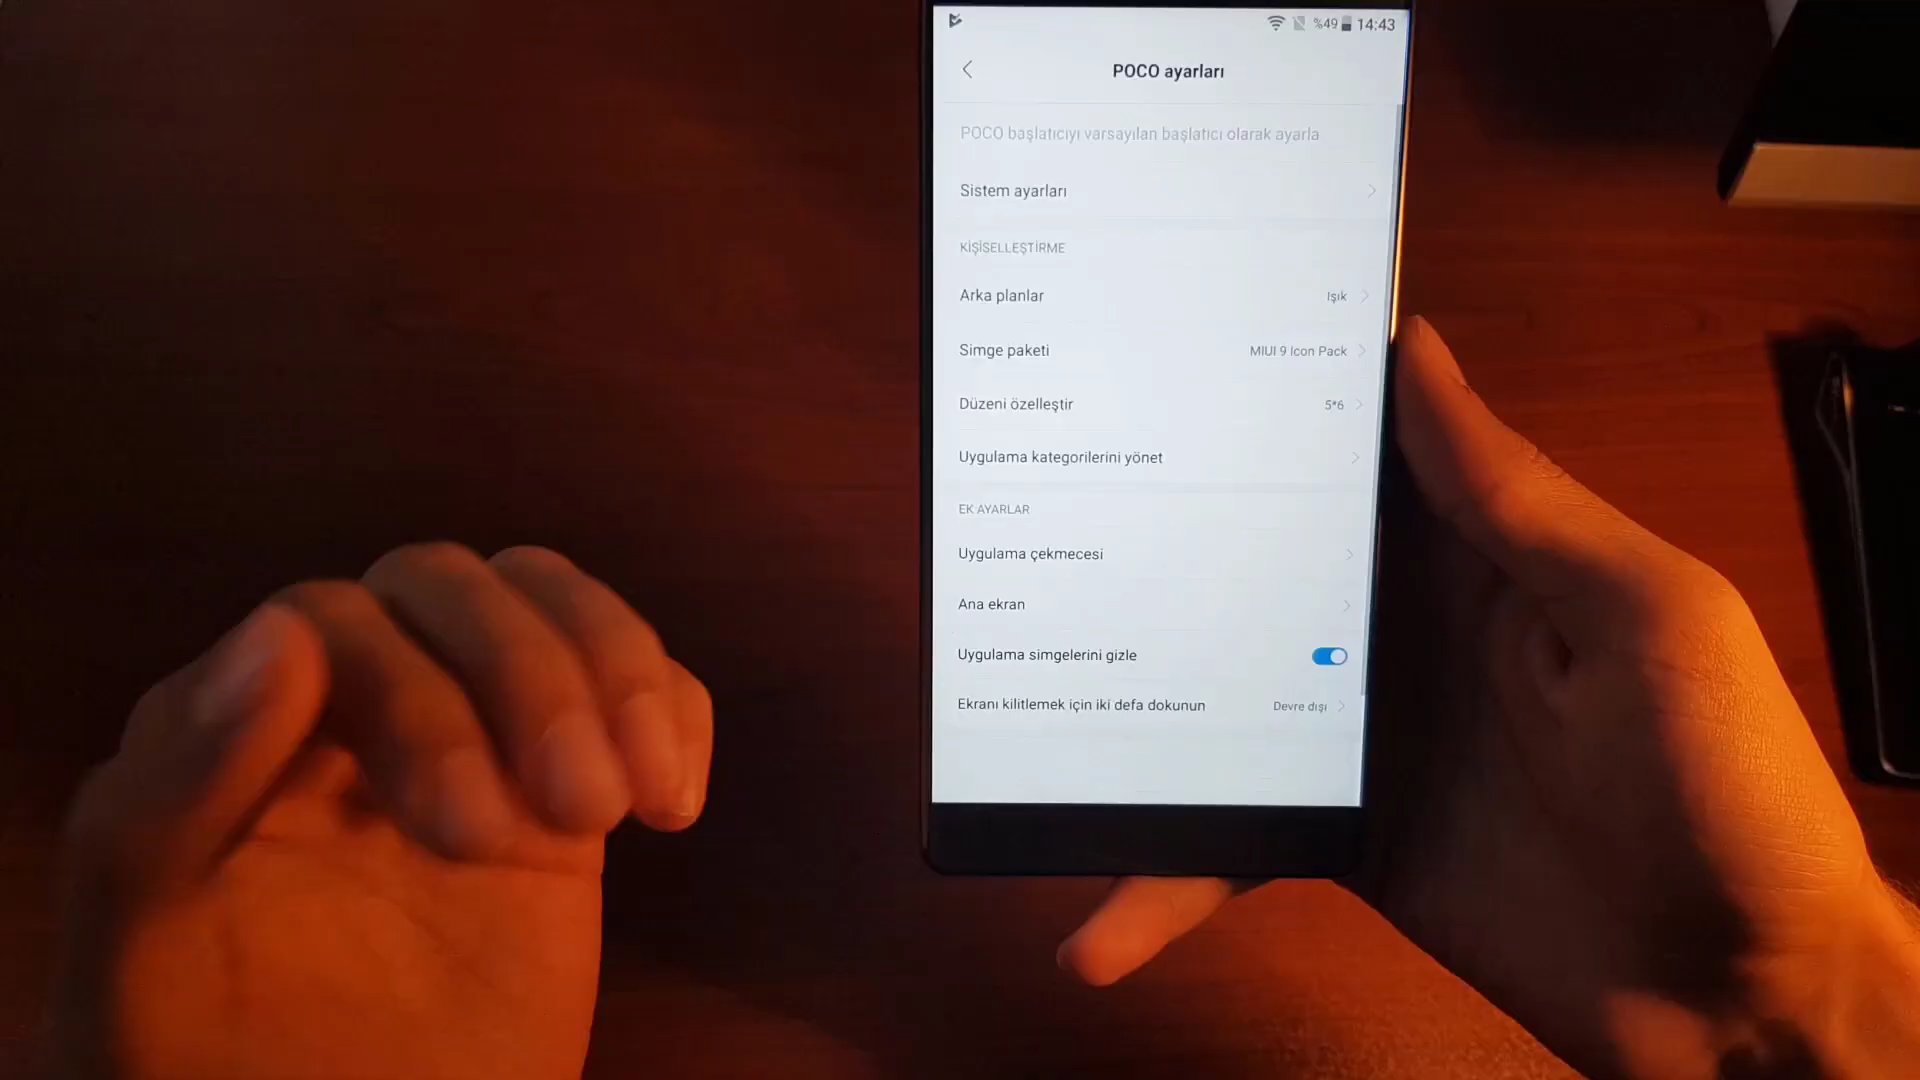 %49 14:43
POCO ayarları
POCO başlatıcıyı varsayılan başlatıcı olarak ayarla
Sistem ayarları
KİŞİSELLEŞTİRME
Arka planlar Işık
Simge paketi MIUI 9 Icon Pack
Düzeni özelleştir 5*6
Uygulama kategorilerini yönet
EK AYARLAR
Uygulama çekmecesi
Ana ekran
Uygulama simgelerini gizle
Ekranı kilitlemek için iki defa dokunun Devre dışı